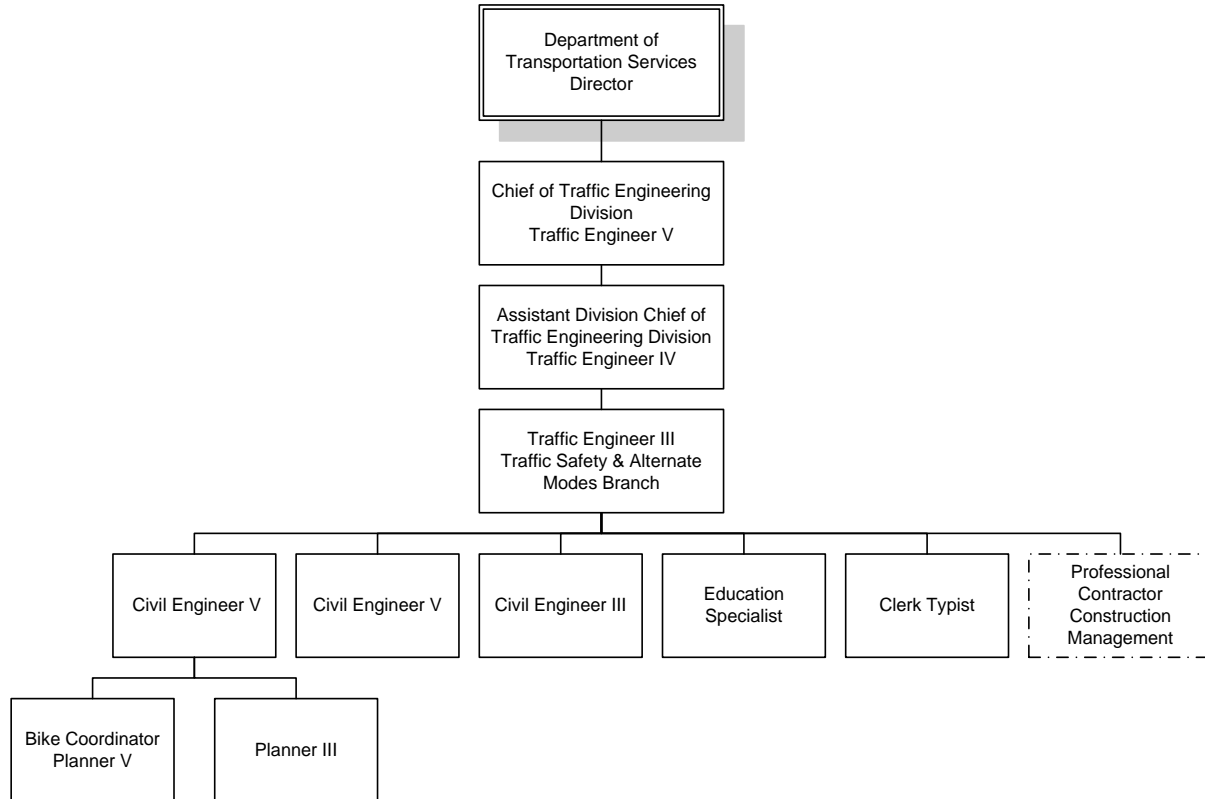 Department of
Transportation Services
Director
Chief of Traffic Engineering
Division
Traffic Engineer V
Assistant Division Chief of
Traffic Engineering Division
Traffic Engineer IV
Traffic Engineer III
Traffic Safety & Alternate
Modes Branch
Civil Engineer V
Civil Engineer V
Civil Engineer III
Education
Specialist
Clerk Typist
Professional
Contractor
Construction
Management
Bike Coordinator
Planner V
Planner III